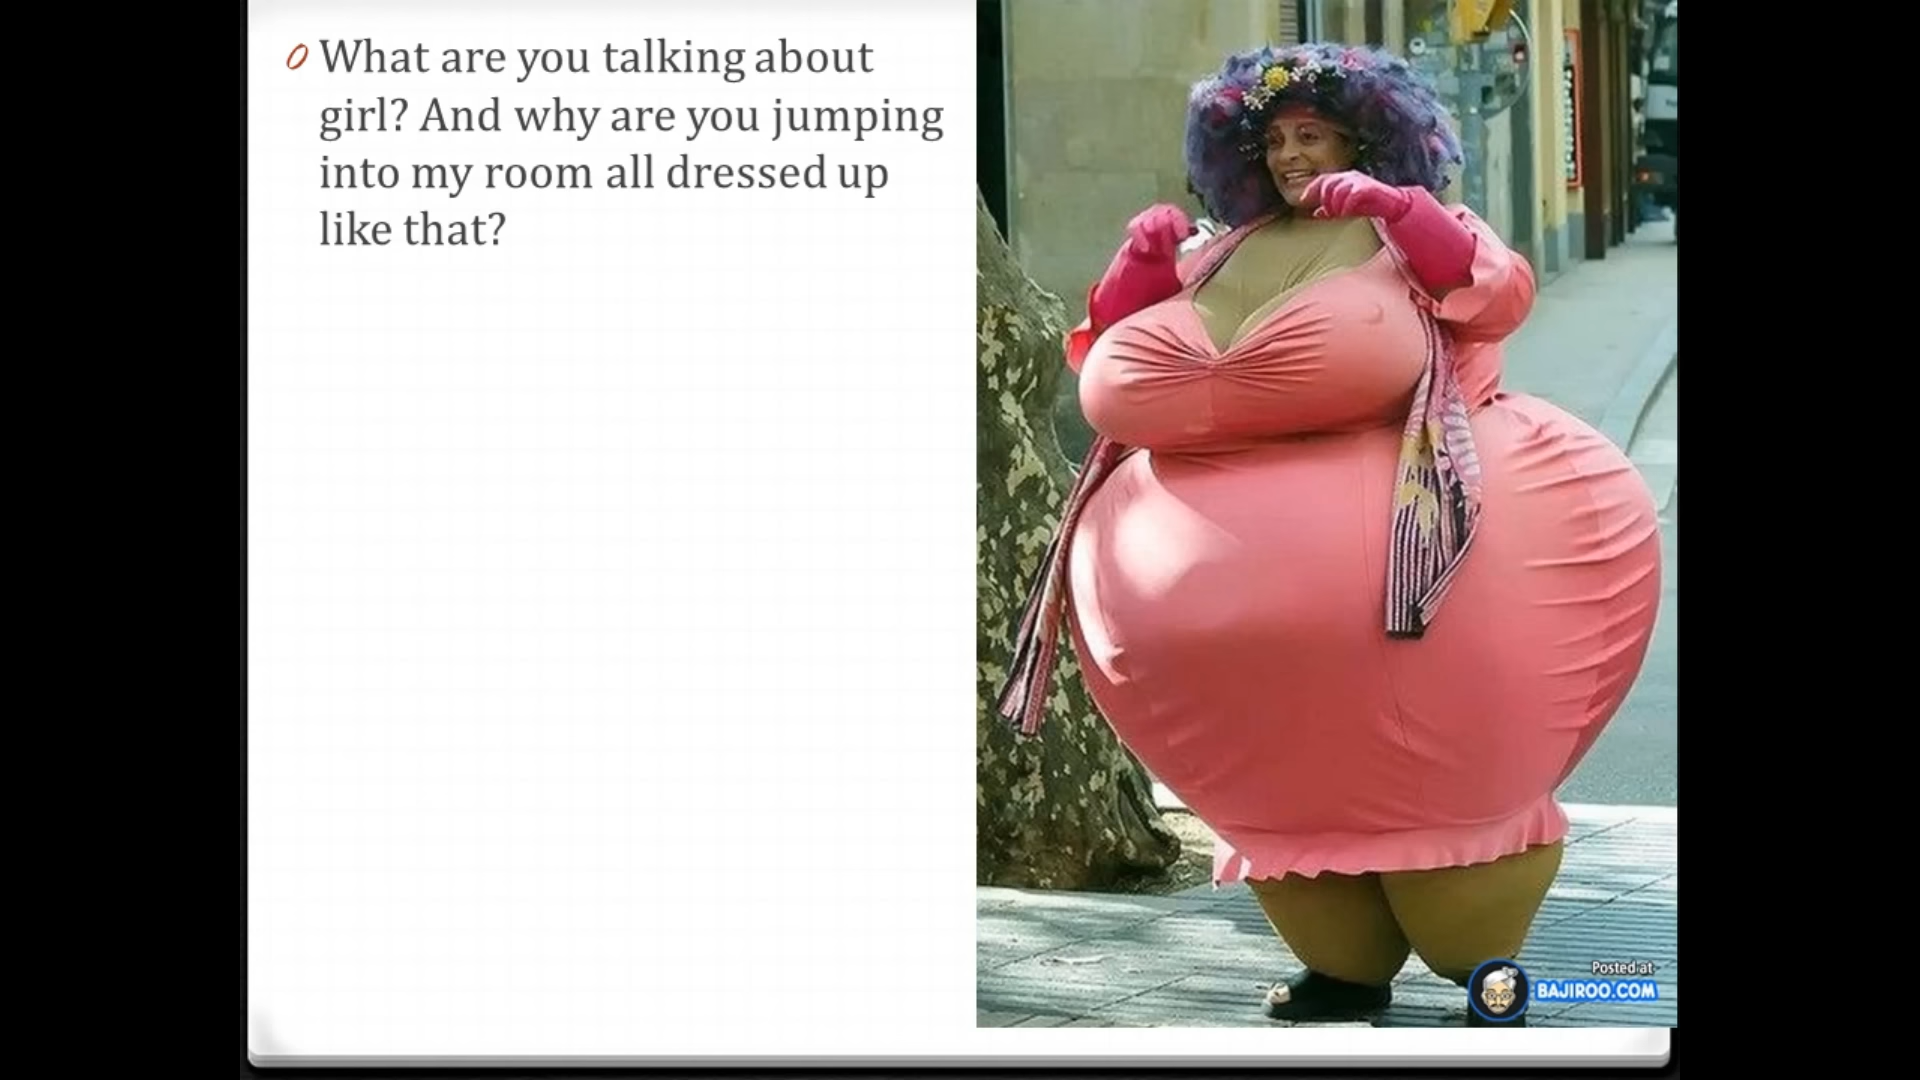 What are you talking about
girl? And why are you jumping
into my room all dressed up
like that?
Posted at
BAJIROO.COM